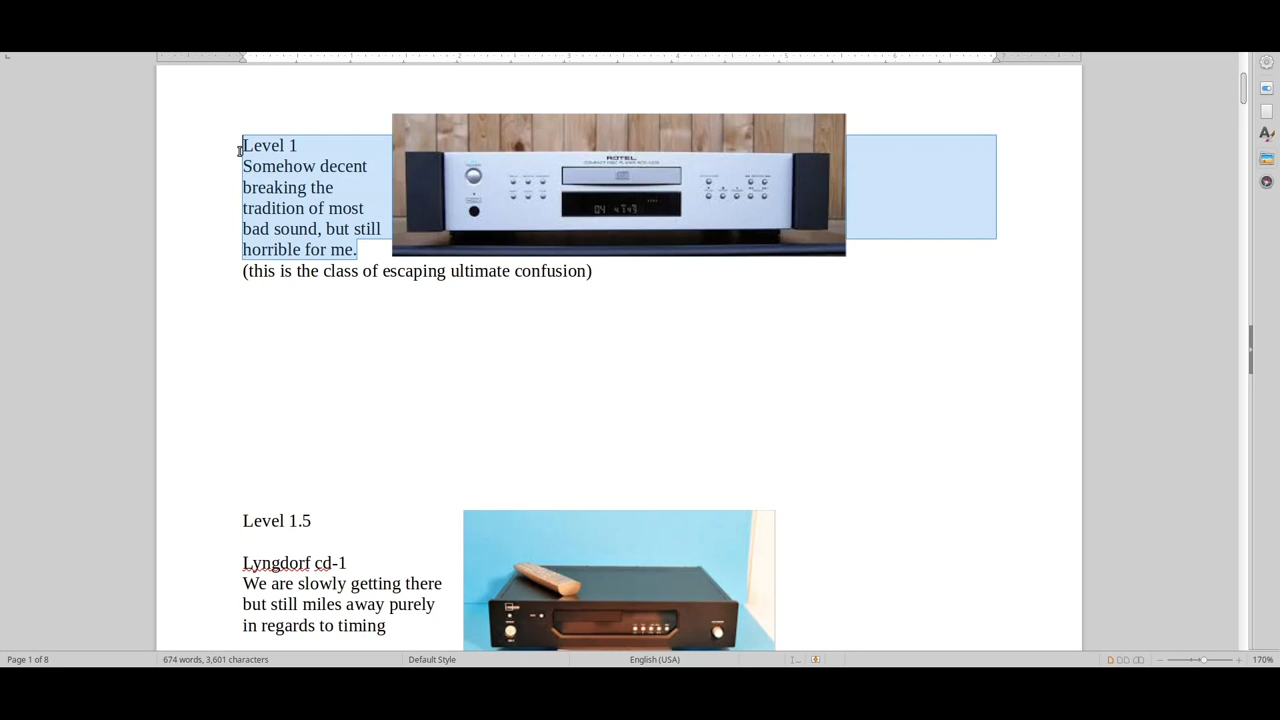 Level 1
Somehow decent
breaking the
tradition of most
bad sound, but still
horrible for me.
(this is the class of escaping ultimate confusion)
ROTEL
Level 1.5
Lyngdorf cd-1
We are slowly getting there
but still miles away purely
in regards to timing
Page 1 of 8
674 words, 3,601 characters
Default Style
English (USA)
170%